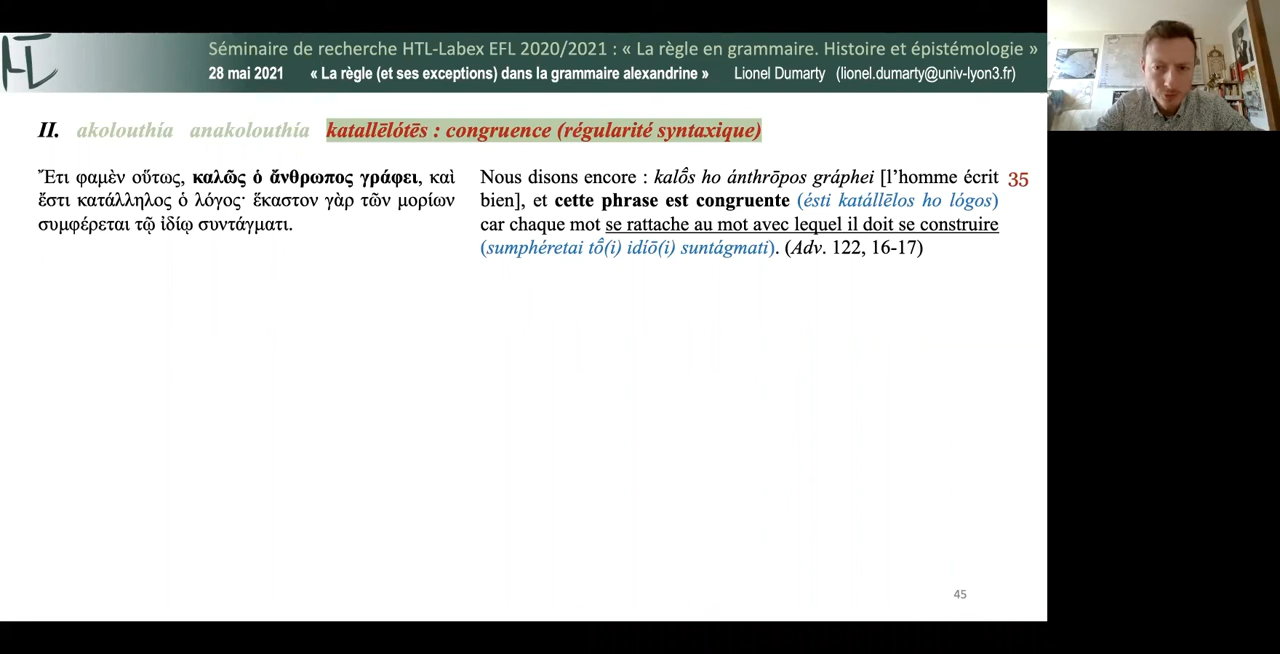 HTL
Séminaire de recherche HTL-Labex EFL 2020/2021 : « La règle en grammaire. Histoire et épistémologie »
28 mai 2021 « La règle (et ses exceptions) dans la grammaire alexandrine » Lionel Dumarty (lionel.dumarty@univ-lyon3.fr)
II. akolouthía anakolouthía katallēlótēs : congruence (régularité syntaxique)
Ἔτι φαμὲν οὕτως, καλῶς ὁ ἄνθρωπος γράφει, καὶ
ἔστι κατάλληλος ὁ λόγος· ἕκαστον γὰρ τῶν μορίων
συμφέρεται τῷ ἰδίῳ συντάγματι.
Nous disons encore : kalō̂s ho ánthrōpos gráphei [l’homme écrit 35
bien], et cette phrase est congruente (ésti katállēlos ho lógos)
car chaque mot se rattache au mot avec lequel il doit se construire
(sumphéretai tō̂(i) idíō(i) suntágmati). (Adv. 122, 16-17)
45